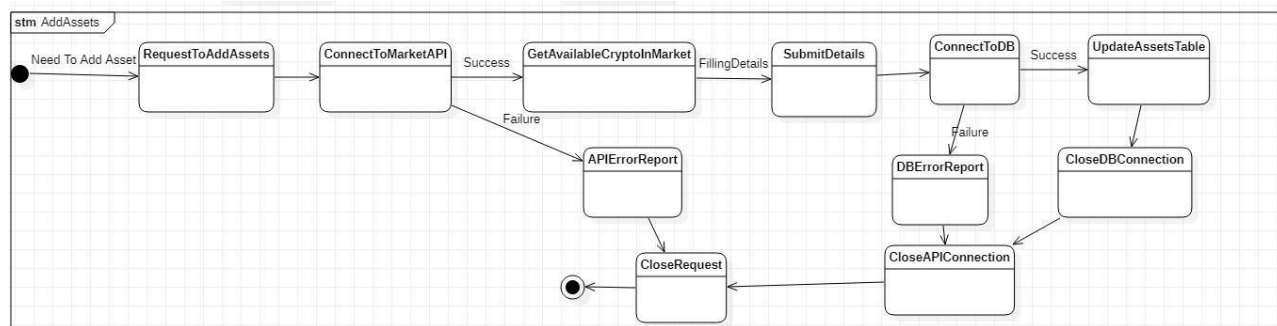 stm AddAssets
Need To Add Asset
RequestToAddAssets
ConnectToMarketAPI
Success
GetAvailableCryptoInMarket
FillingDetails
SubmitDetails
ConnectToDB
Success
UpdateAssetsTable
Failure
Failure
APIErrorReport
DBErrorReport
CloseDBConnection
CloseRequest
CloseAPIConnection